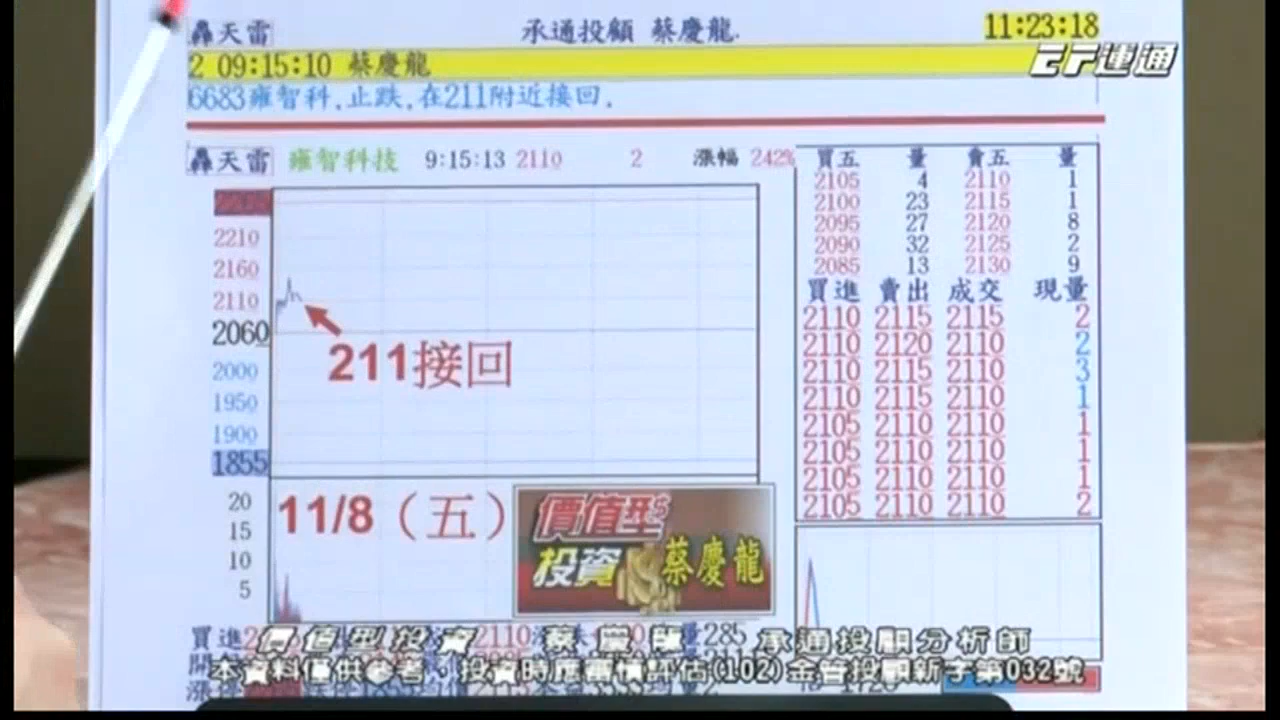 轟天雷 承通投顧 蔡慶龍. 11:23:18
2 09:15:10 蔡慶龍
運通
6683雍智科,止跌,在211附近接回,
轟天雷 雍智科技 9:15:13 2110 2 漲幅 242%
買五 量 賣五 量
2105 4 2110 1
2100 23 2115 1
2095 27 2120 8
2090 32 2125 2
2085 13 2130 9
買進 賣出 成交 現量
2110 2115 2115 2
2110 2120 2110 2
2110 2115 2110 3
2110 2115 2110 1
2105 2110 2110 1
2105 2110 2110 1
2105 2110 2110 1
2105 2110 2110 2
2210
2160
2110
2060
2000
1950
1900
1855
211接回
20
15
10
5
11/8（五）
價值型
投資 蔡慶龍
買進 2110 量285
價值型投資 蔡慶龍 承通投顧分析師
本資料僅供參考，投資時應審慎評估(102)金管投顧新字第032號